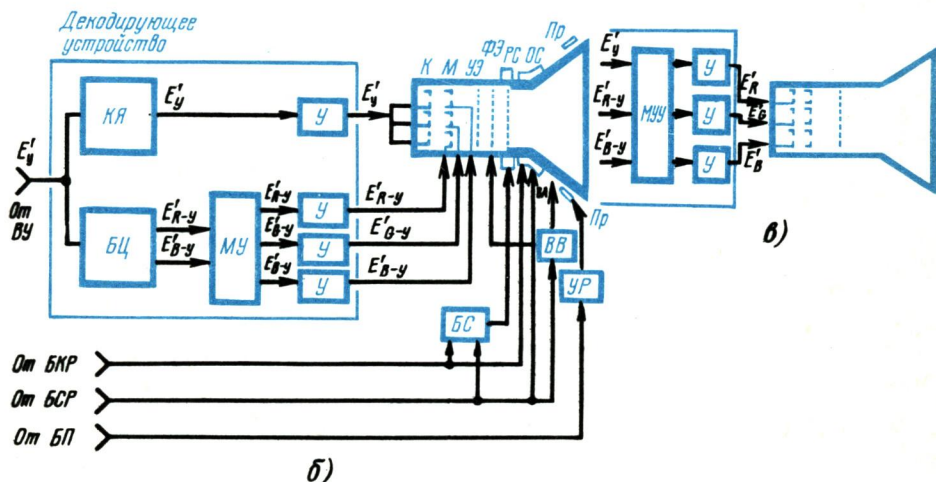 Декодирующее
устройство
КЯ
E'у
У
E'у
E'у
От
ВУ
БЦ
E'R-у
E'B-у
МУ
E'R-у
E'G-у
E'B-у
У
У
У
E'R-у
E'G-у
E'B-у
К М УЭ ФЭ РС ОС Пр
Пр
ВВ
УР
БС
От БКР
От БСР
От БП
б)
E'у
E'R-у
E'B-у
МУУ
У
У
У
E'R
E'G
E'B
в)